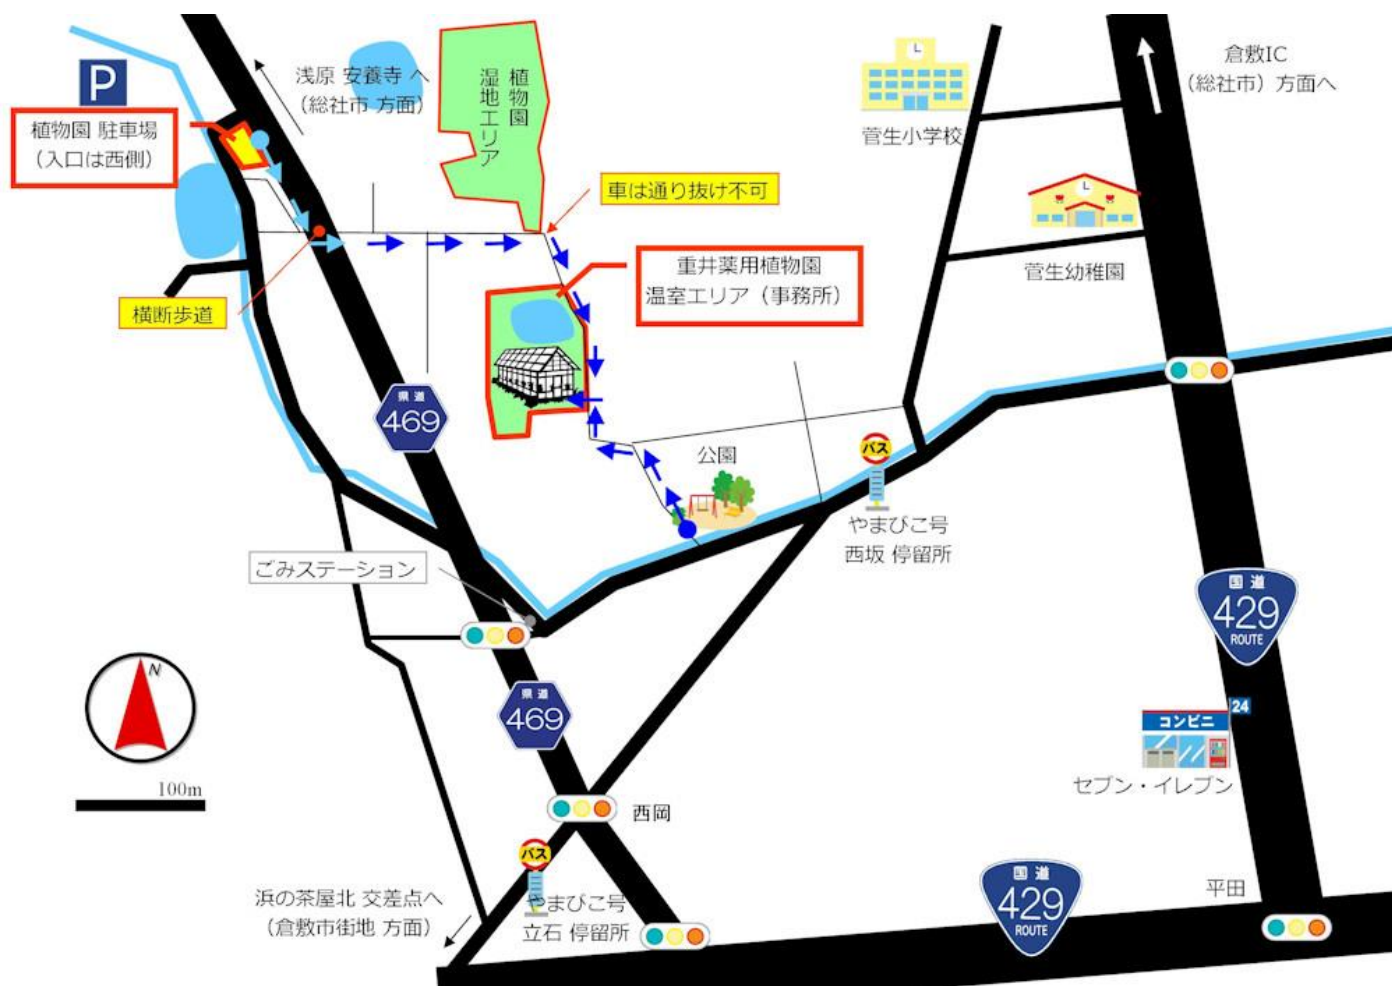 倉敷IC
（総社市）方面へ
浅原 安養寺 へ
（総社市 方面）
植物園
湿地エリア
P
植物園 駐車場
（入口は西側）
菅生小学校
車は通り抜け不可
菅生幼稚園
重井薬用植物園
温室エリア（事務所）
横断歩道
県道
469
公園
バス
やまびこ号
西坂 停留所
ごみステーション
国道
429
ROUTE
N
県道
469
24
コンビニ
セブン・イレブン
100m
西岡
バス
やまびこ号
立石 停留所
浜の茶屋北 交差点へ
（倉敷市街地 方面）
国道
429
ROUTE
平田